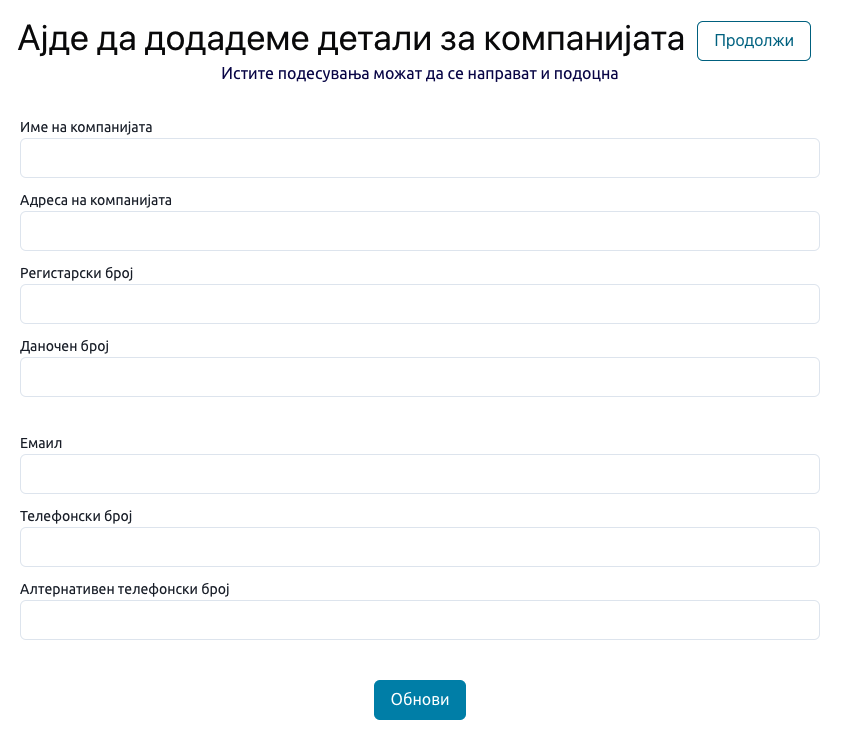 Ајде да додадеме детали за компанијата Продолжи
Истите подесувања можат да се направат и подоцна
Име на компанијата
Адреса на компанијата
Регистарски број
Даночен број
Емаил
Телефонски број
Алтернативен телефонски број
Обнови